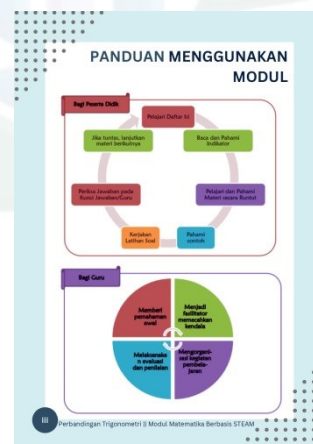 PANDUAN MENGGUNAKAN
MODUL
Bagi Peserta Didik
Pelajari Daftar Isi
Baca dan Pahami
Indikator
Pelajari dan Pahami
Materi secara Runtut
Pahami
contoh
Kerjakan
Latihan Soal
Periksa Jawaban pada
Kunci Jawaban/Guru
Jika tuntas, lanjutkan
materi berikutnya
Bagi Guru
Memberi
pemahaman
awal
Menjadi
fasilitator
memecahkan
kendala
Melaksanaka
n evaluasi
dan penilaian
Mengorgani-
sui kegiatan
pembela-
jaran
iii
Perbandingan Trigonometri || Modul Matematika Berbasis STEAM